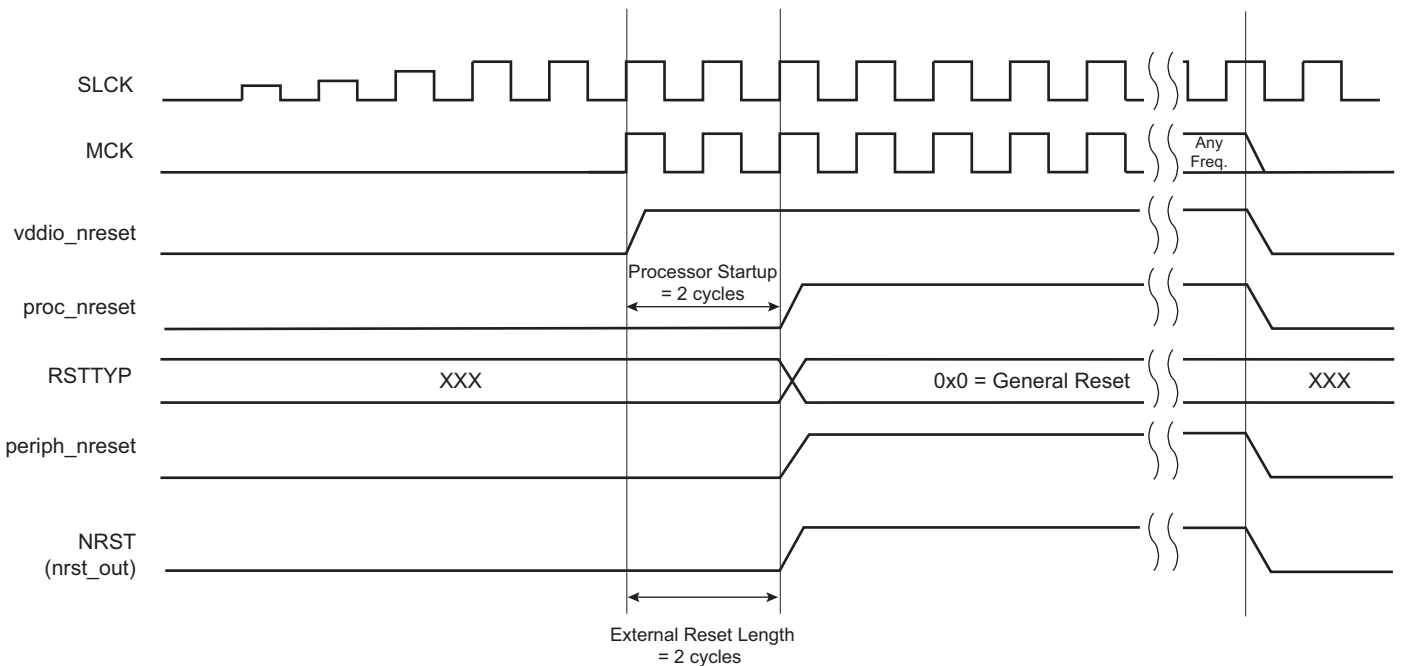 SLCK
MCK
Any
Freq.
vddio_nreset
Processor Startup
= 2 cycles
proc_nreset
RSTTYP
XXX
0x0 = General Reset
XXX
periph_nreset
NRST
(nrst_out)
External Reset Length
= 2 cycles